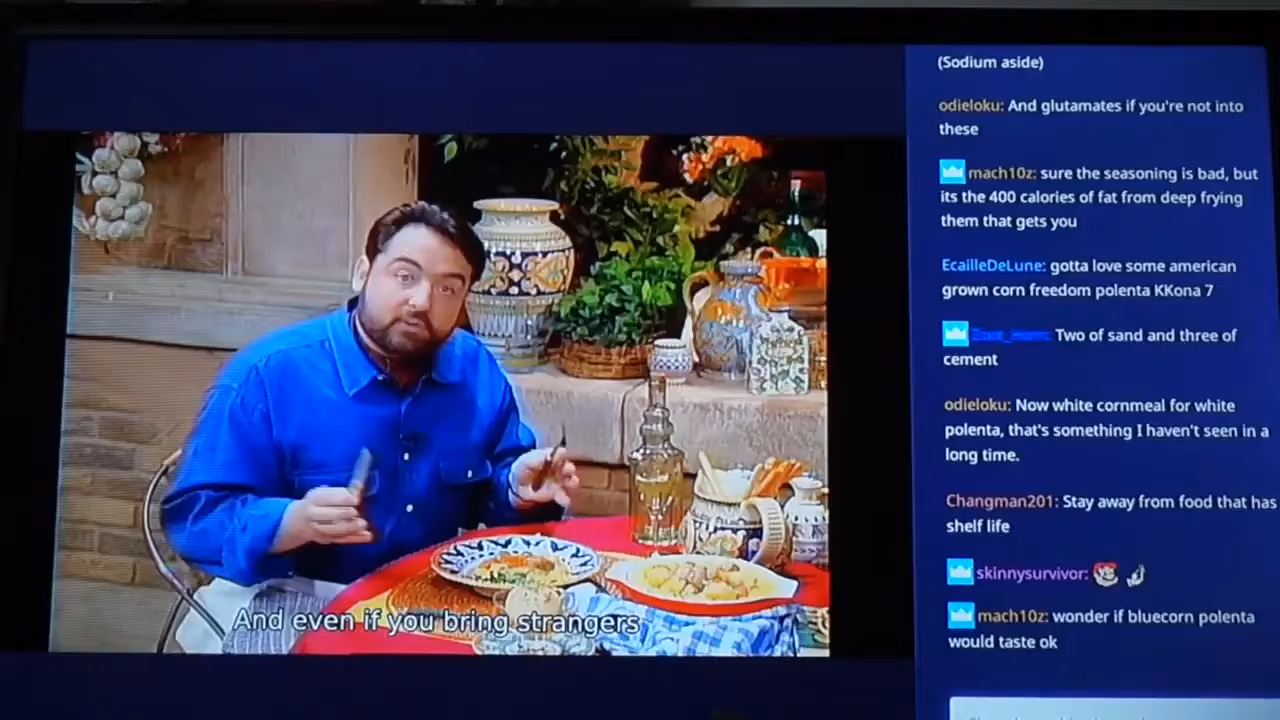 (Sodium aside)
odieloku: And glutamates if you're not into
these
mach10z: sure the seasoning is bad, but
its the 400 calories of fat from deep frying
them that gets you
EcailleDeLune: gotta love some american
grown corn freedom polenta KKona 7
Two of sand and three of
cement
odieloku: Now white cornmeal for white
polenta, that's something I haven't seen in a
long time.
Changman201: Stay away from food that has
shelf life
skinnysurvivor:
mach10z: wonder if bluecorn polenta
would taste ok
And even if you bring strangers